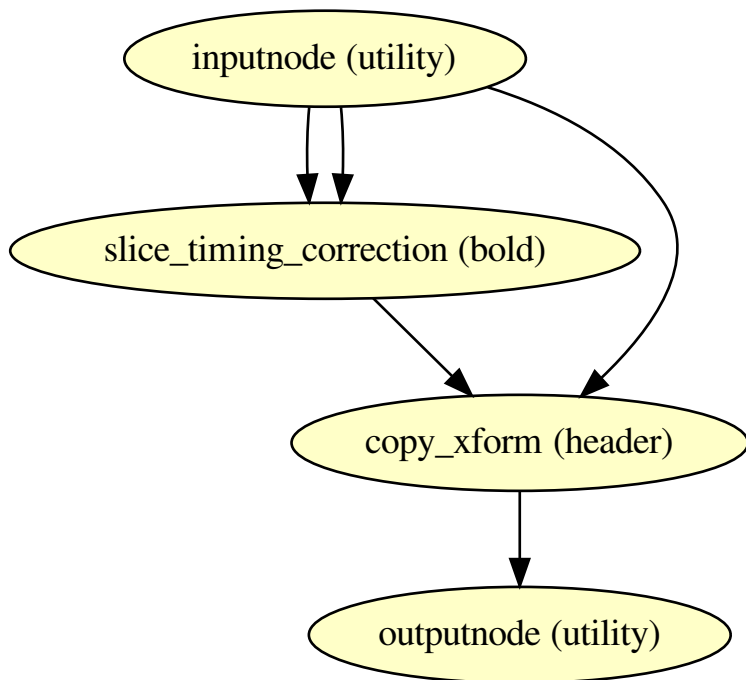 inputnode (utility)
slice_timing_correction (bold)
copy_xform (header)
outputnode (utility)